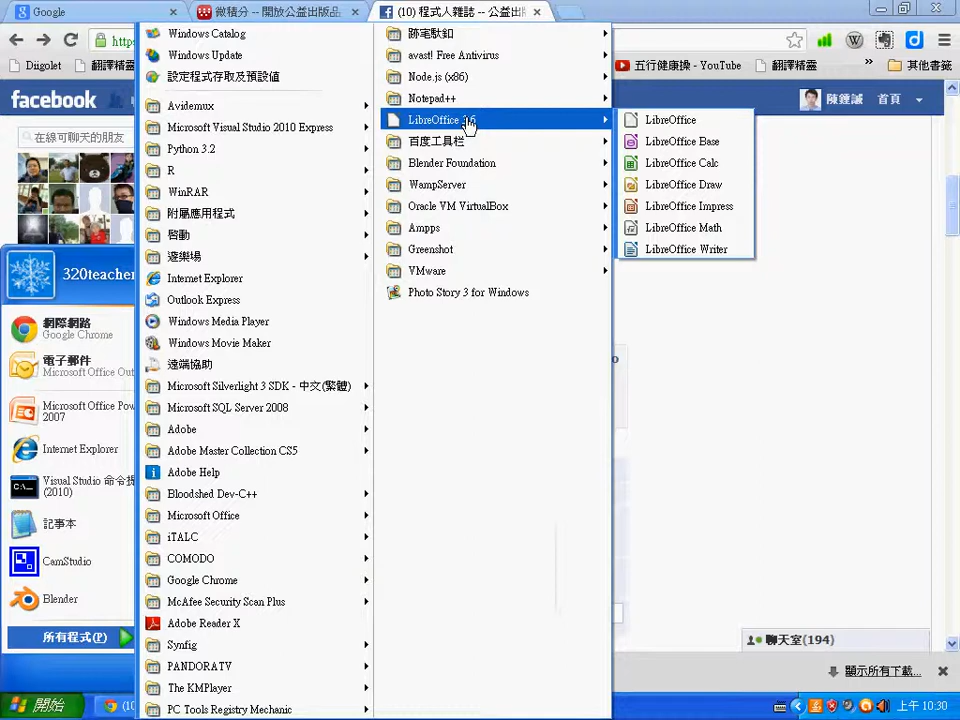 Google
微積分 -- 開放公益出版品
(10) 程式人雜誌 -- 公益出
https
Diigolet
翻譯精靈
五行健康操 - YouTube
翻譯精靈
其他書籤
facebook
陳鍾誠
首頁
在線可聊天的朋友
320teacher
網際網路
Google Chrome
電子郵件
Microsoft Office Out
Microsoft Office Pow
2007
Internet Explorer
Visual Studio 命令提
(2010)
記事本
CamStudio
Blender
所有程式(P)
開始
(10
Windows Catalog
Windows Update
設定程式存取及預設值
Avidemux
Microsoft Visual Studio 2010 Express
Python 3.2
R
WinRAR
附屬應用程式
啟動
遊樂場
Internet Explorer
Outlook Express
Windows Media Player
Windows Movie Maker
遠端協助
Microsoft Silverlight 3 SDK - 中文(繁體)
Microsoft SQL Server 2008
Adobe
Adobe Master Collection CS5
Adobe Help
Bloodshed Dev-C++
Microsoft Office
iTALC
COMODO
Google Chrome
McAfee Security Scan Plus
Adobe Reader X
Synfig
PANDORATV
The KMPlayer
PC Tools Registry Mechanic
avast! Free Antivirus
Node.js (x86)
Notepad++
LibreOffice
百度工具栏
Blender Foundation
WampServer
Oracle VM VirtualBox
Ampps
Greenshot
VMware
Photo Story 3 for Windows
LibreOffice
LibreOffice Base
LibreOffice Calc
LibreOffice Draw
LibreOffice Impress
LibreOffice Math
LibreOffice Writer
聊天室(194)
顯示所有下載...
上午 10:30